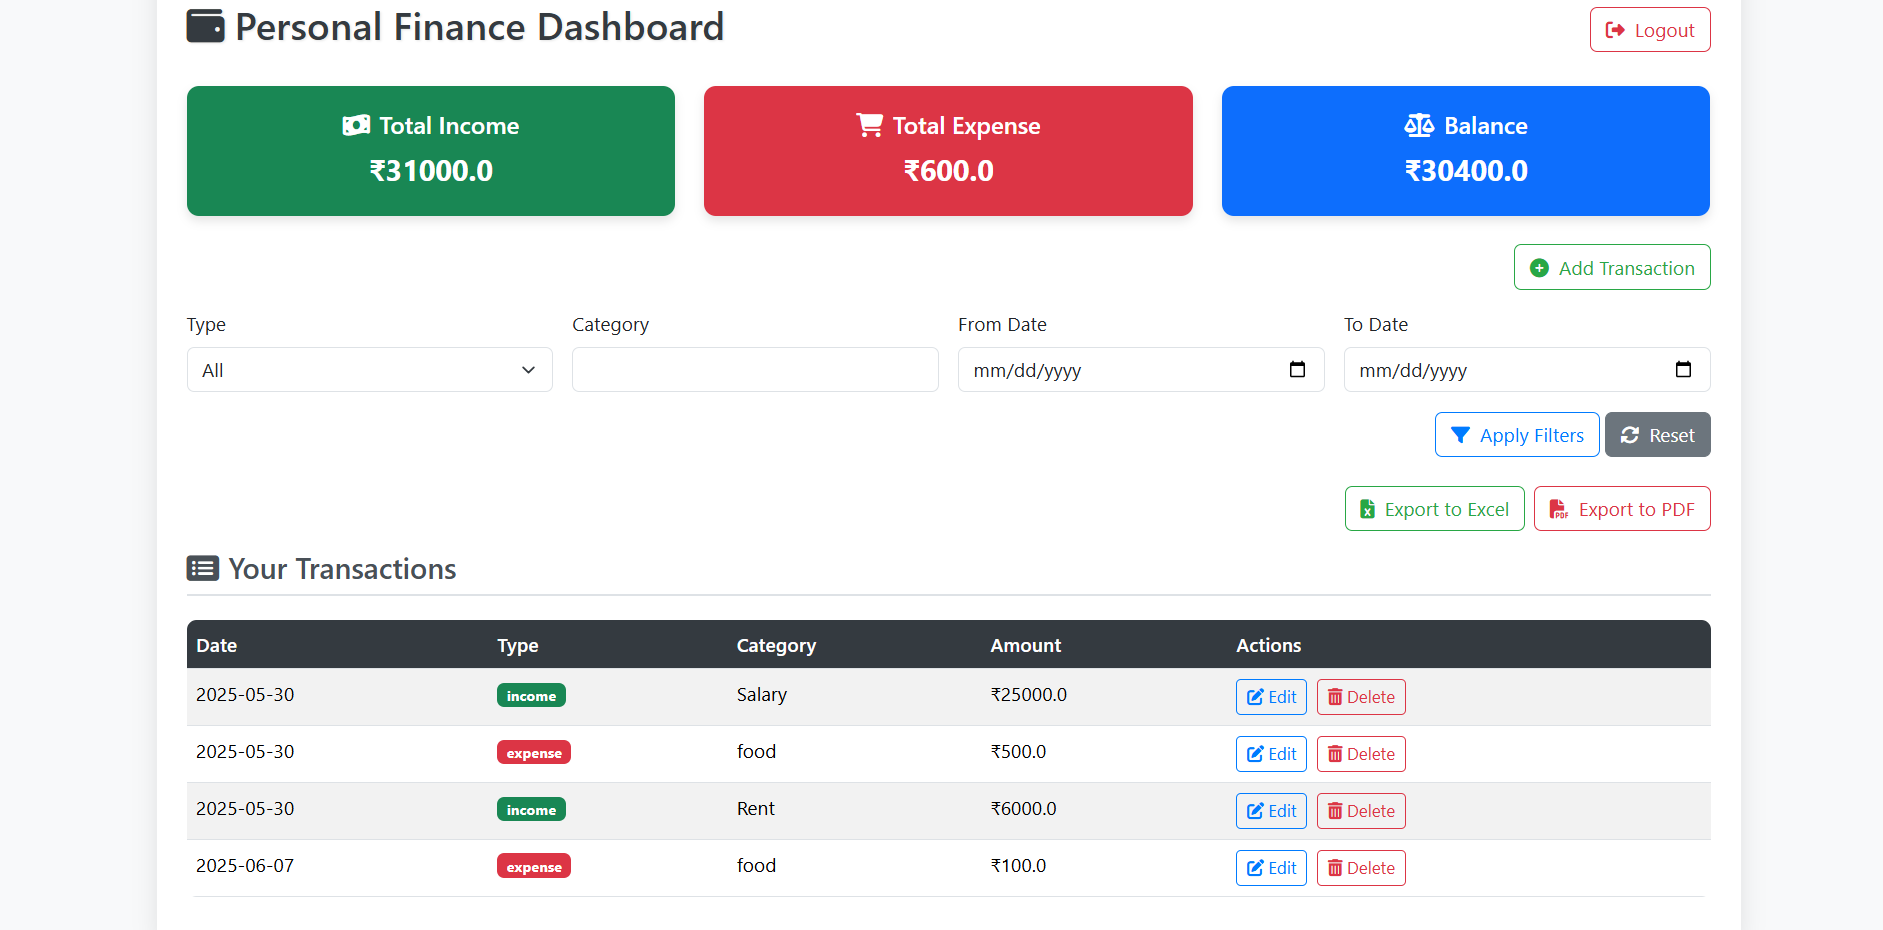 Personal Finance Dashboard
Logout
Total Income
₹31000.0
Total Expense
₹600.0
Balance
₹30400.0
Add Transaction
Type Category From Date To Date
All mm/dd/yyyy mm/dd/yyyy
Apply Filters Reset
Export to Excel PDF Export to PDF
Your Transactions
Date Type Category Amount Actions
2025-05-30 income Salary ₹25000.0 Edit Delete
2025-05-30 expense food ₹500.0 Edit Delete
2025-05-30 income Rent ₹6000.0 Edit Delete
2025-06-07 expense food ₹100.0 Edit Delete